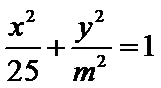 x²/25 + y²/m² = 1